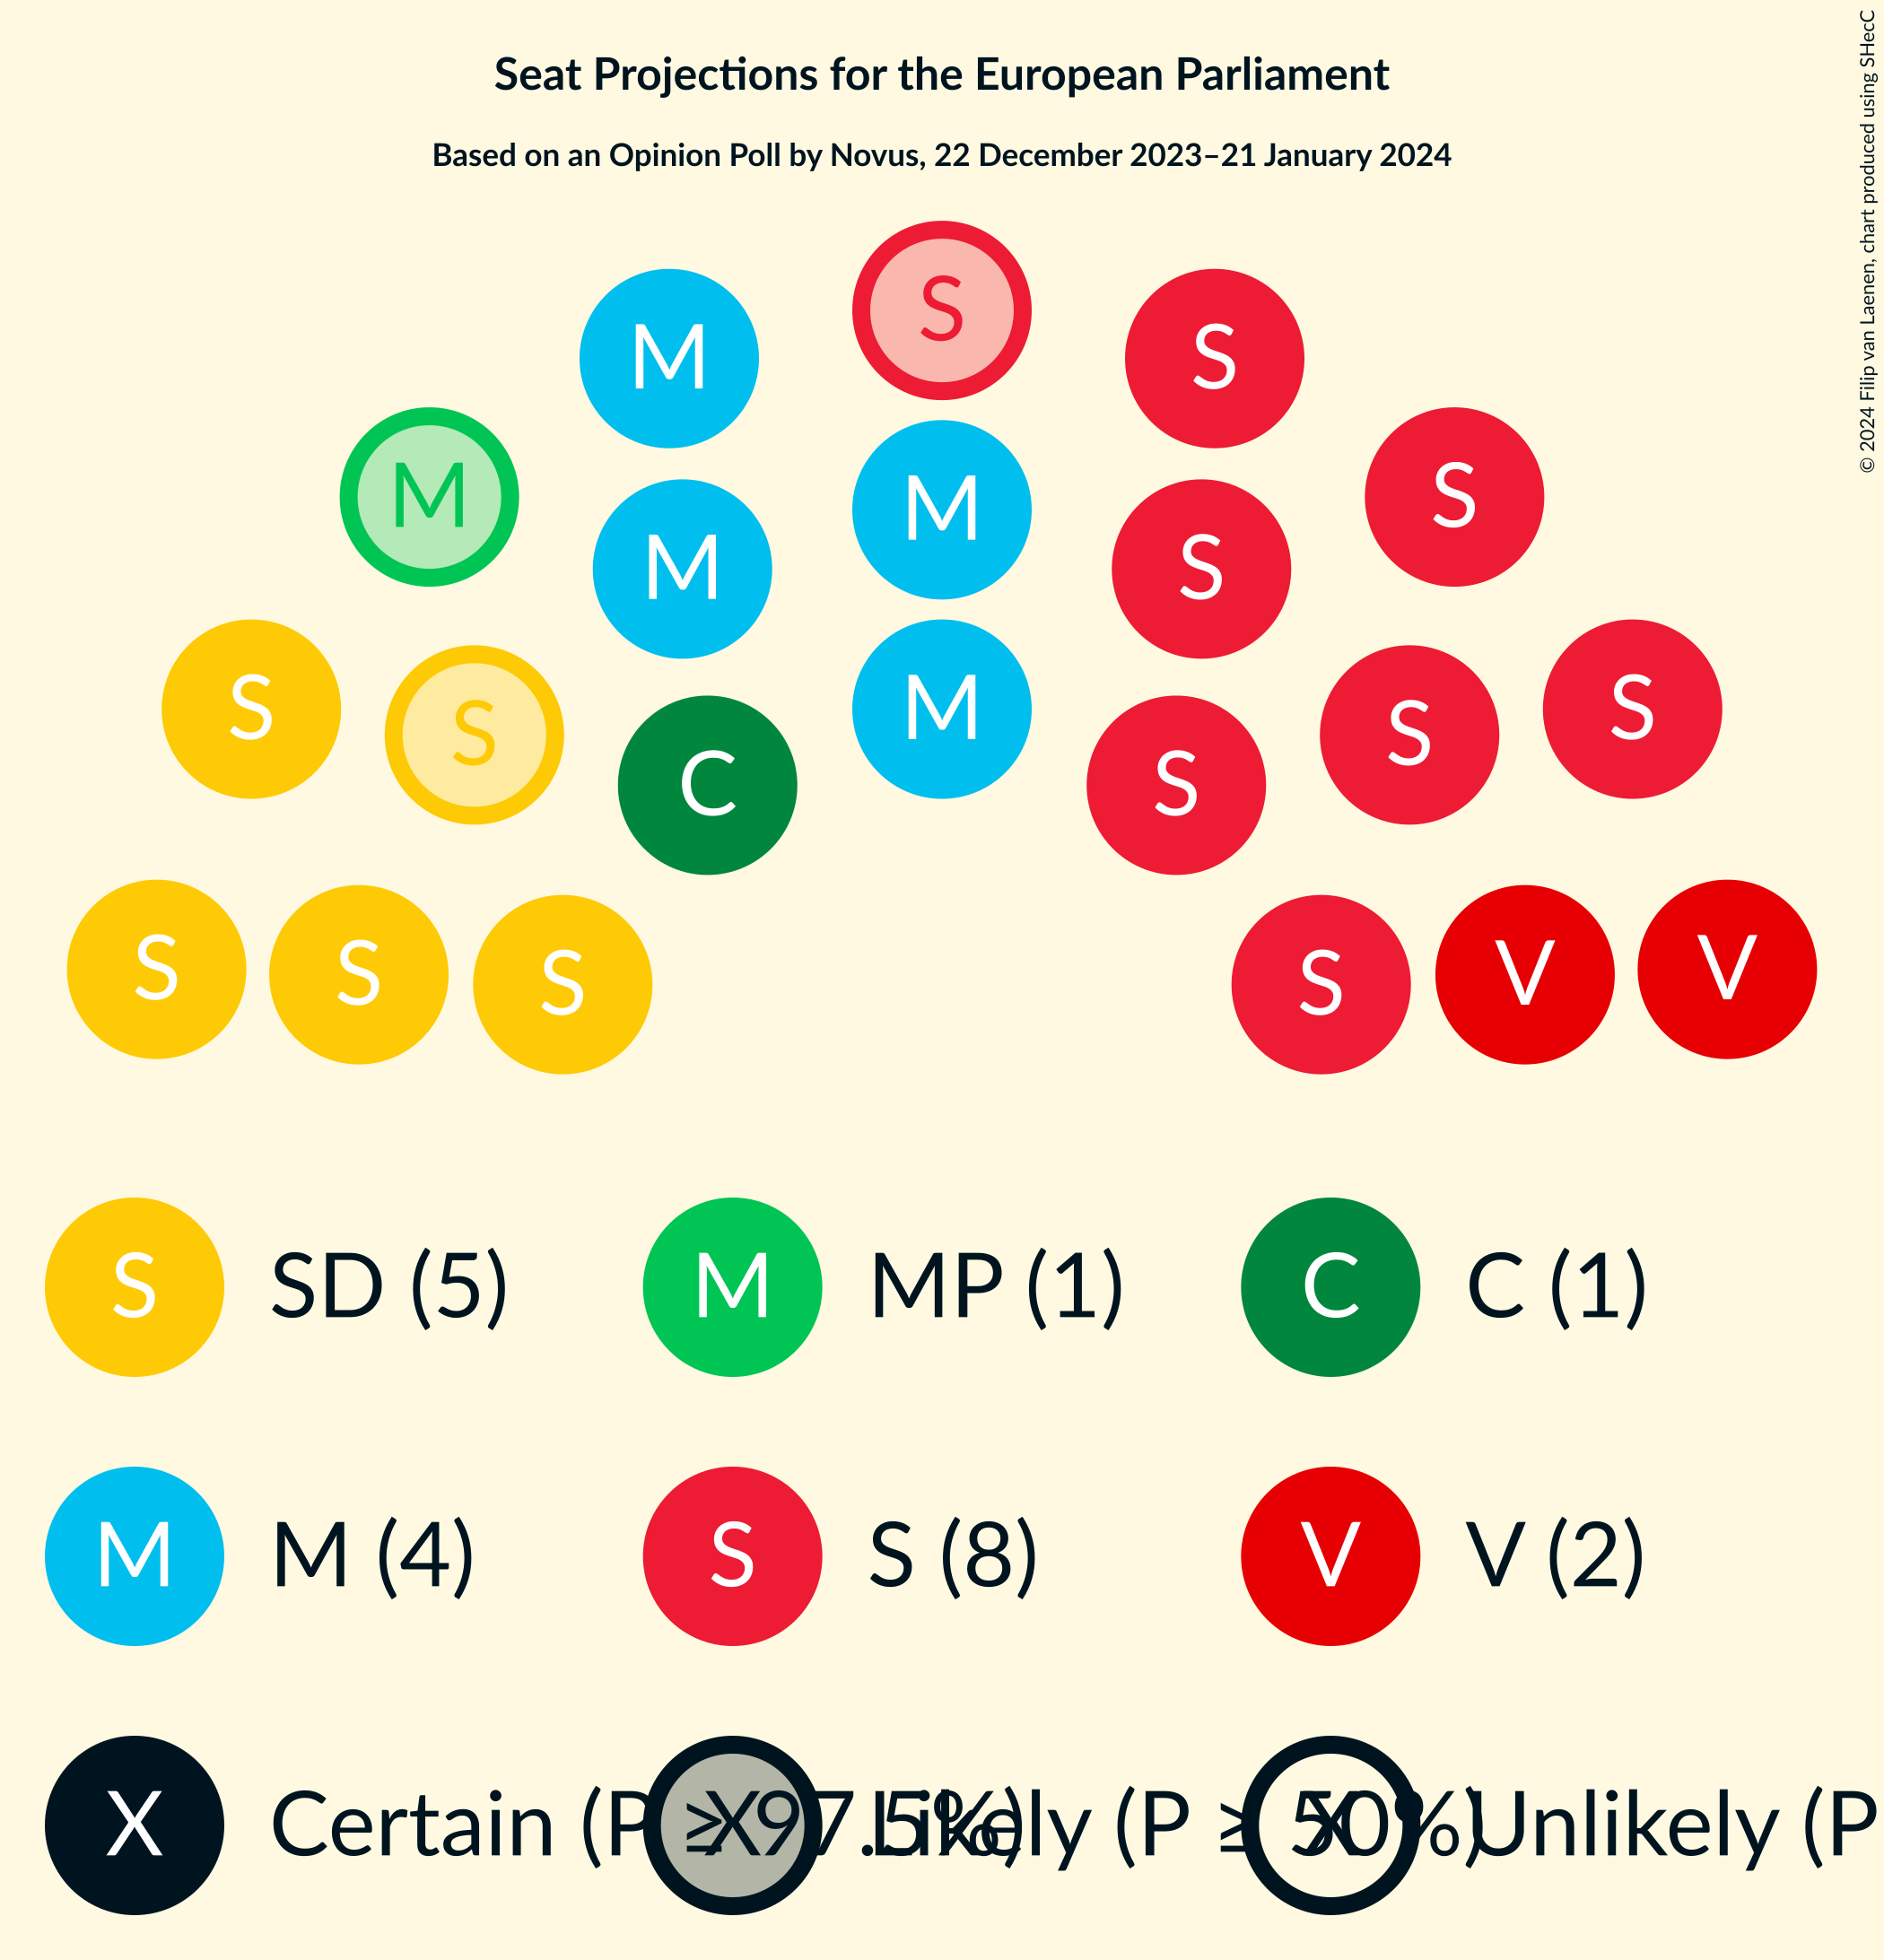 Seat Projections for the European Parliament
Based on an Opinion Poll by Novus, 22 December 2023–21 January 2024
© 2024 Filip van Laenen, chart produced using SHecC
S
M
S
M
M
S
M
M
S
S
S
C
M
S
S
S
S
S
S
S
V
V
S SD (5)
M MP (1)
C C (1)
M M (4)
S S (8)
V V (2)
X Certain (P ≥ 97.5%)
X Likely (P ≥ 50%)
X Unlikely (P